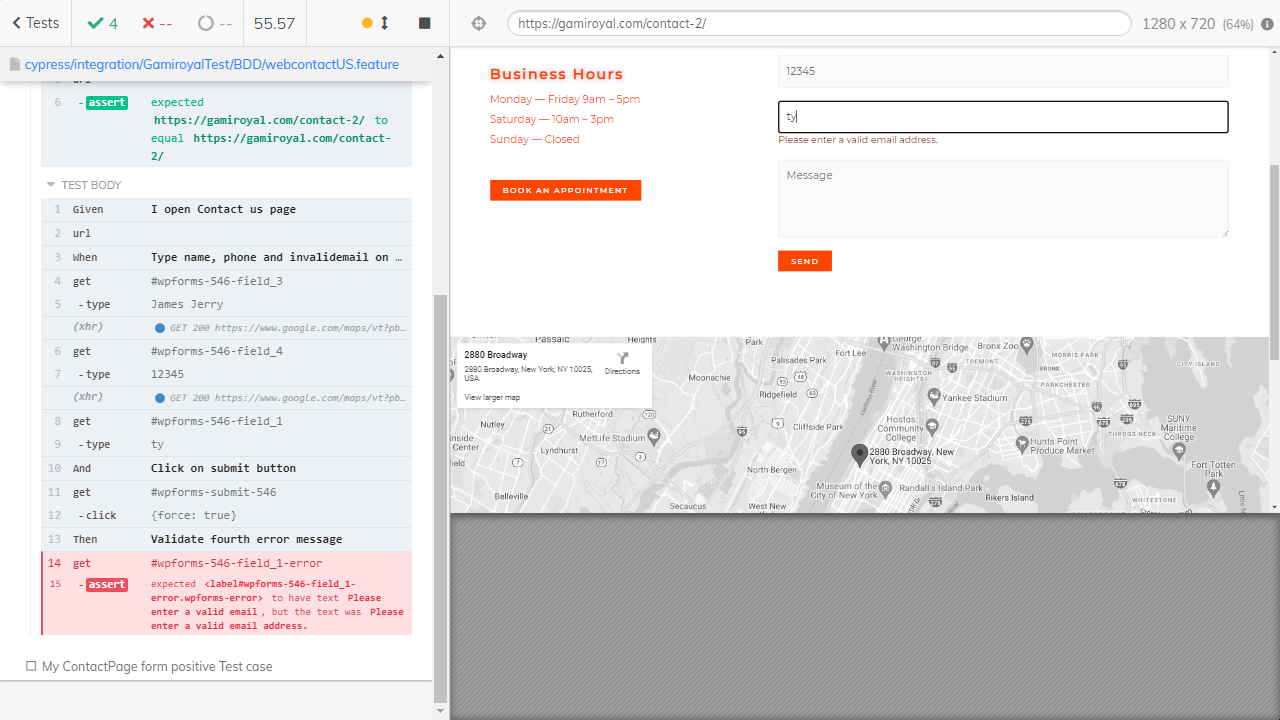 Tests
4
--
--
55.57
https://gamiroyal.com/contact-2/
1280 x 720 (64%)
cypress/integration/GamiroyalTest/BDD/webcontactUS.feature
6 -assert expected
https://gamiroyal.com/contact-2/ to
equal https://gamiroyal.com/contact-
2/
TEST BODY
1 Given I open Contact us page
2 url
3 When Type name, phone and invalidemail on …
4 get #wpforms-546-field_3
5 -type James Jerry
(xhr) GET 200 https://www.google.com/maps/vt?pb…
6 get #wpforms-546-field_4
7 -type 12345
(xhr) GET 200 https://www.google.com/maps/vt?pb…
8 get #wpforms-546-field_1
9 -type ty
10 And Click on submit button
11 get #wpforms-submit-546
12 -click {force: true}
13 Then Validate fourth error message
14 get #wpforms-546-field_1-error
15 -assert expected <label#wpforms-546-field_1-
error.wpforms-error> to have text Please
enter a valid email, but the text was Please
enter a valid email address.
My ContactPage form positive Test case
Business Hours
Monday — Friday 9am – 5pm
Saturday — 10am – 3pm
Sunday — Closed
BOOK AN APPOINTMENT
12345
ty
Please enter a valid email address.
Message
SEND
2880 Broadway
2880 Broadway, New York, NY 10025,
USA
Directions
View larger map
Passaic
Heights
Park
Fort Lee
George
Washington Bridge
Bronx Zoo
Palisades Park
TREMONT
MORRIS PARK
BRONX
CITY ISLAND
Moonachie
WASHINGTON
HEIGHTS
PARKCHESTER
Ridgefield
Hudson River
Yankee Stadium
Rutherford
Nutley
MetLife Stadium
Cliffside Park
Hostos
Community
College
SUNY
Maritime
College
THROGS NECK
Lyndhurst
Hunts Point
Produce Market
2880 Broadway, New
York, NY 10025
North Bergen
Fort Totten
Park
Museum of the
City of New York
Randall's Island Park
Belleville
Rikers Island
WHITESTONE
Secaucus
West New